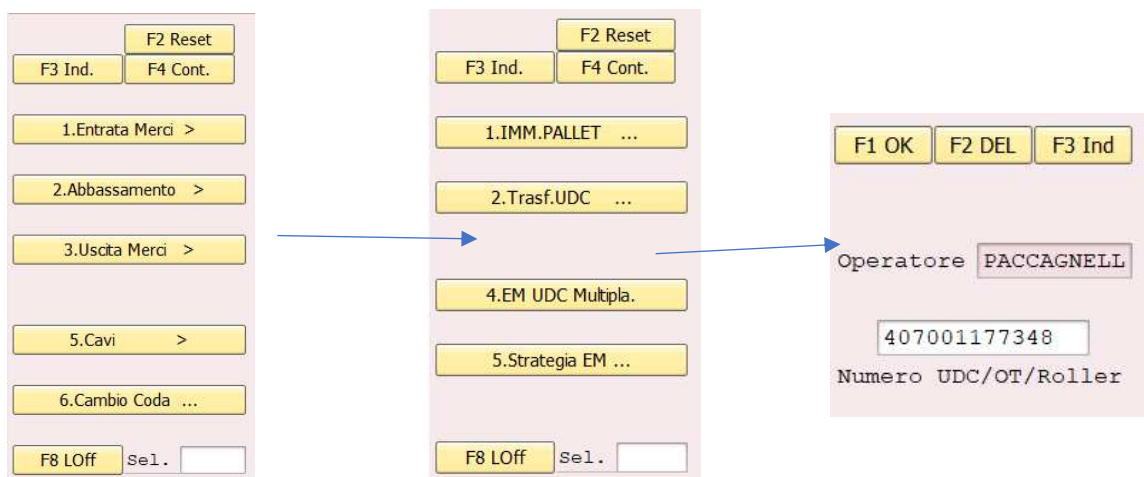 F2 Reset
F3 Ind. F4 Cont.
1.Entrata Merci >
2.Abbassamento >
3.Uscita Merci >
5.Cavi >
6.Cambio Coda ...
F8 LOff Sel.
F2 Reset
F3 Ind. F4 Cont.
1.IMM.PALLET ...
2.Trasf.UDC ...
4.EM UDC Multipla.
5.Strategia EM ...
F8 LOff Sel.
F1 OK F2 DEL F3 Ind
Operatore PACCAGNELL
407001177348
Numero UDC/OT/Roller